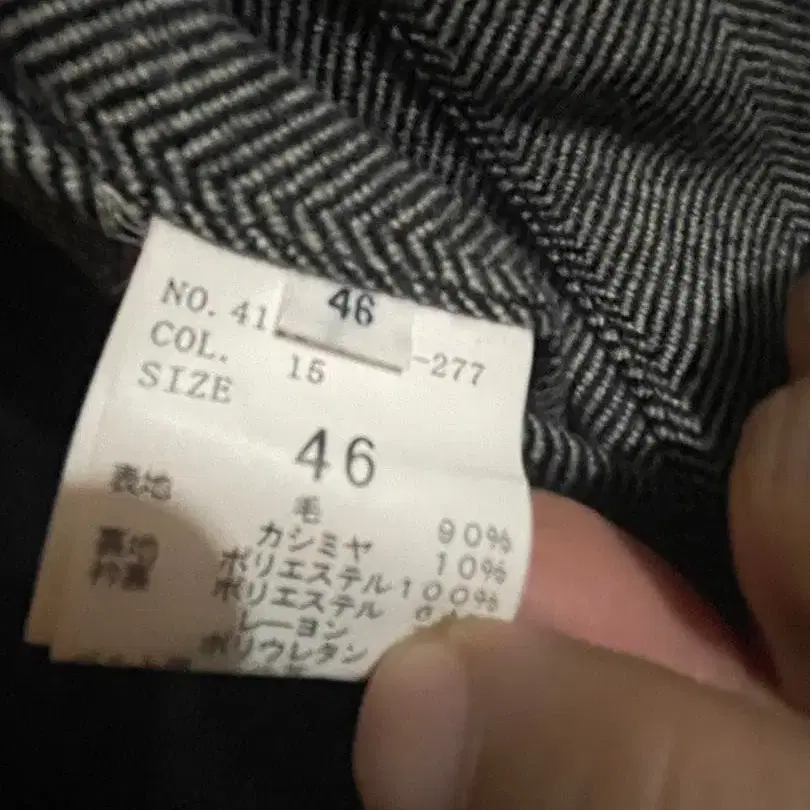 46
NO. 41 -277
COL. 15
SIZE
46
表地 毛 90%
カシミヤ 10%
裏地 ポリエステル 100%
衿裏 ポリエステル
レーヨン
ポリウレタン